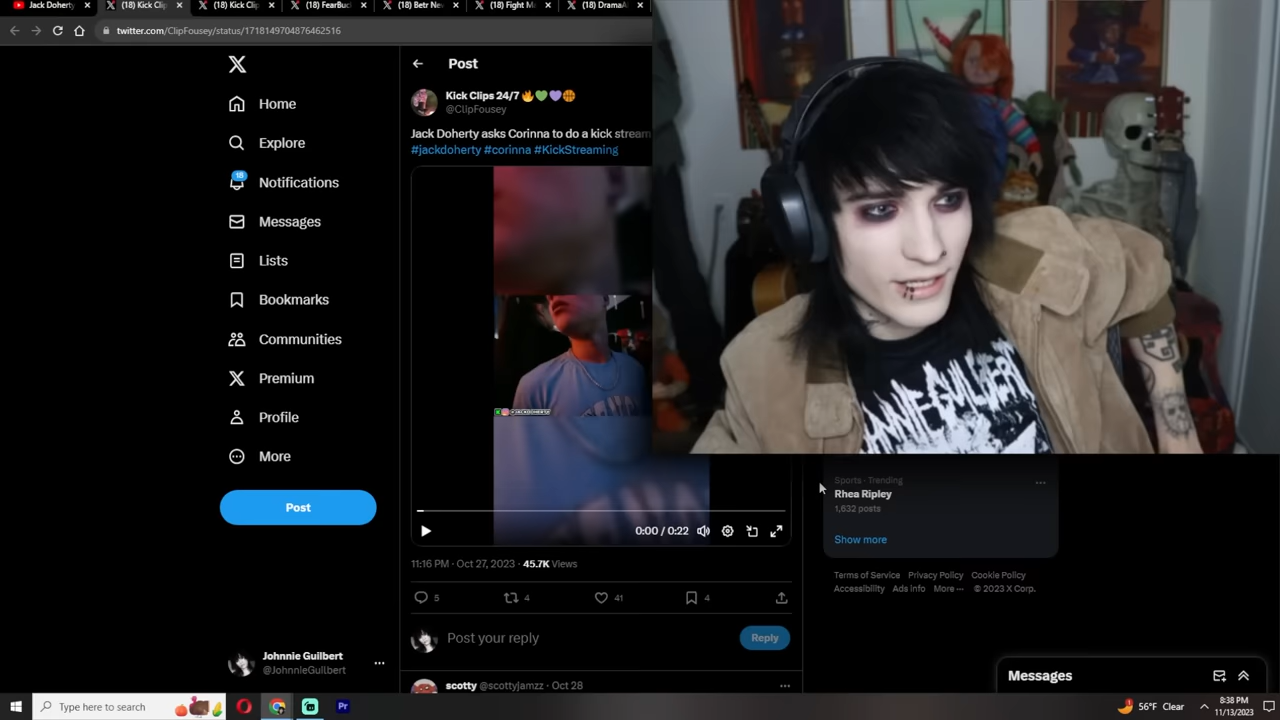 Jack Doherty
(18) Kick Clip
(18) Kick Clip
(18) FearBuc
(18) Betr Nev
(18) Fight M
(18) DramaA
twitter.com/ClipFousey/status/1718149704876462516
Home
Explore
18
Notifications
Messages
Lists
Bookmarks
Communities
Premium
Profile
More
Post
Johnnie Guilbert
@JohnnieGuilbert
Post
Kick Clips 24/7 🔥💚💜🏀
@ClipFousey
Jack Doherty asks Corinna to do a kick stream
#jackdoherty #corinna #KickStreaming
0:00 / 0:22
11:16 PM · Oct 27, 2023 · 45.7K Views
5
4
41
4
Post your reply
Reply
scotty @scottyjamzz · Oct 28
Sports · Trending
Rhea Ripley
1,632 posts
Show more
Terms of Service Privacy Policy Cookie Policy
Accessibility Ads info More ··· © 2023 X Corp.
Messages
Type here to search
56°F Clear
8:38 PM
11/13/2023